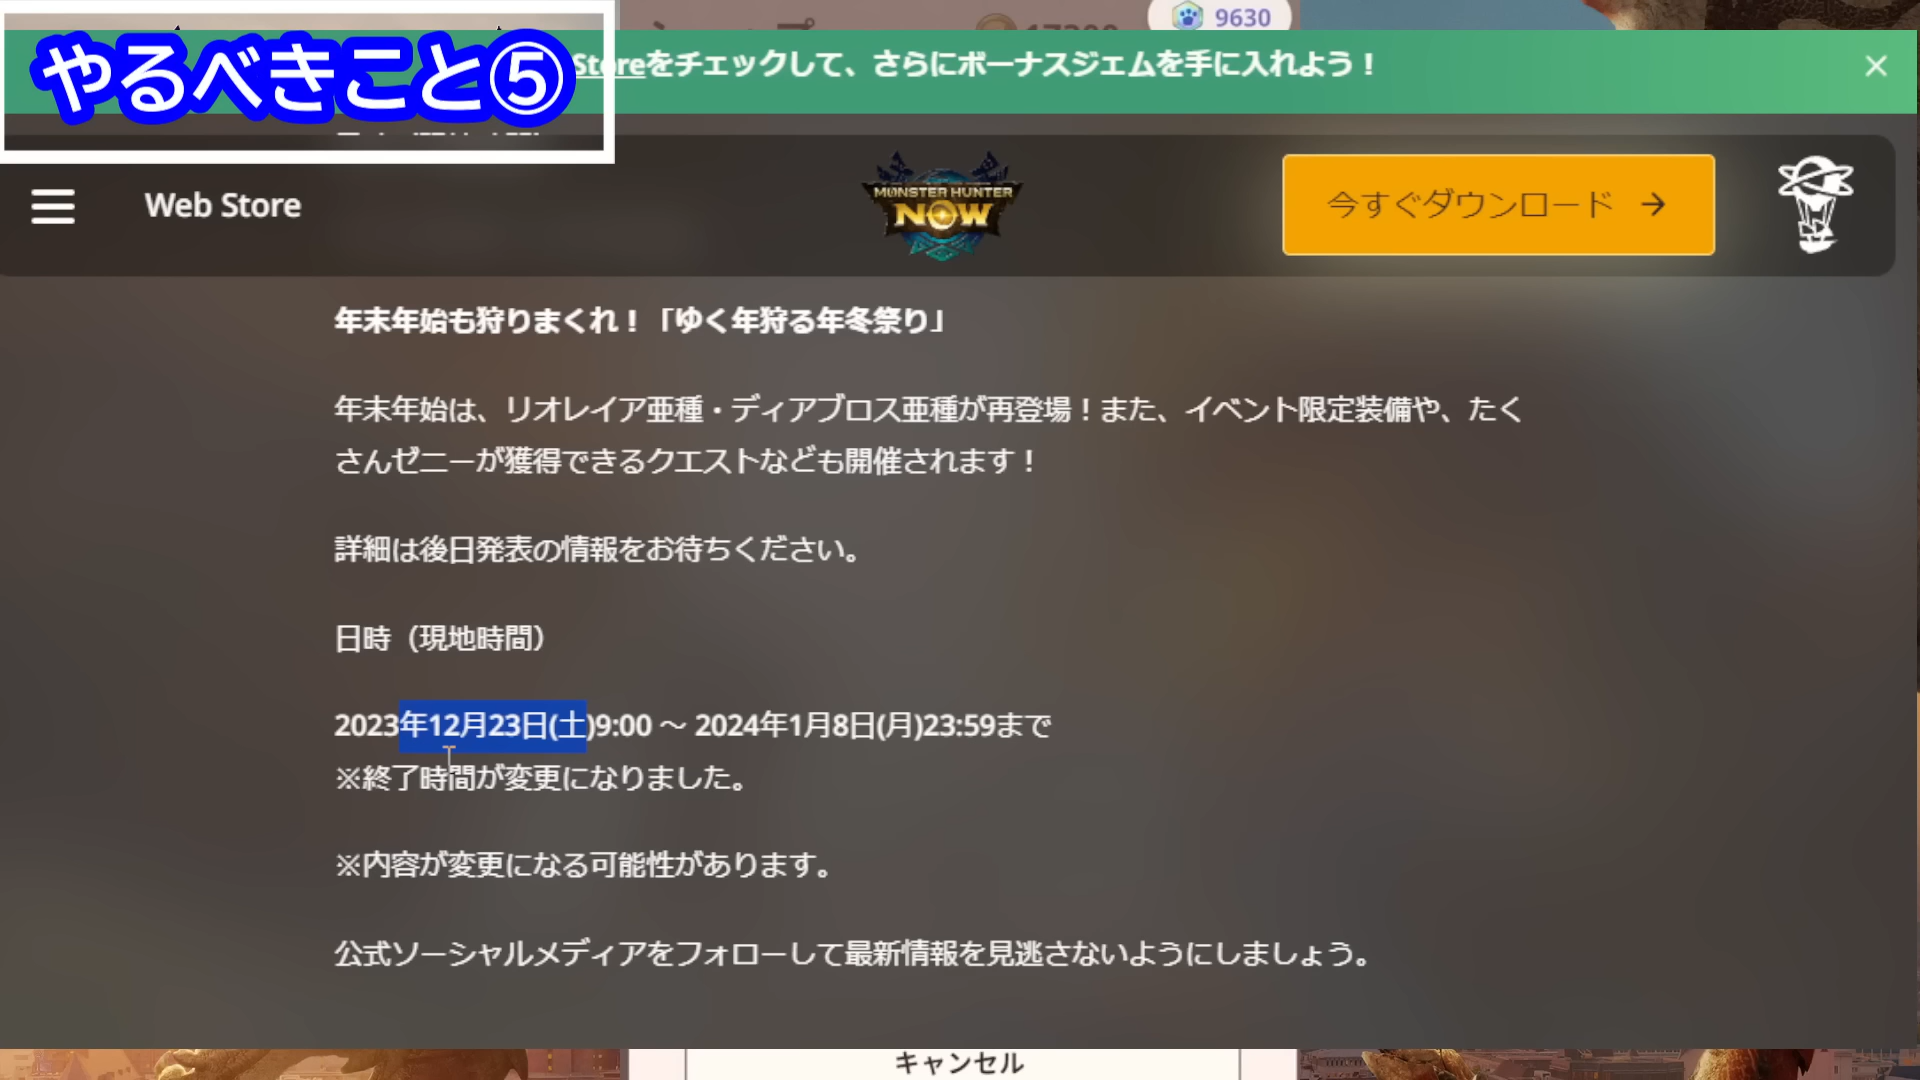 9630
やるべきこと⑤
Storeをチェックして、さらにボーナスジェムを手に入れよう！
Web Store
MONSTER HUNTER
NOW
今すぐダウンロード →
年末年始も狩りまくれ！「ゆく年狩る年冬祭り」
年末年始は、リオレイア亜種・ディアブロス亜種が再登場！また、イベント限定装備や、たく
さんゼニーが獲得できるクエストなども開催されます！
詳細は後日発表の情報をお待ちください。
日時（現地時間）
2023年12月23日(土)9:00 ～ 2024年1月8日(月)23:59まで
※終了時間が変更になりました。
※内容が変更になる可能性があります。
公式ソーシャルメディアをフォローして最新情報を見逃さないようにしましょう。
キャンセル